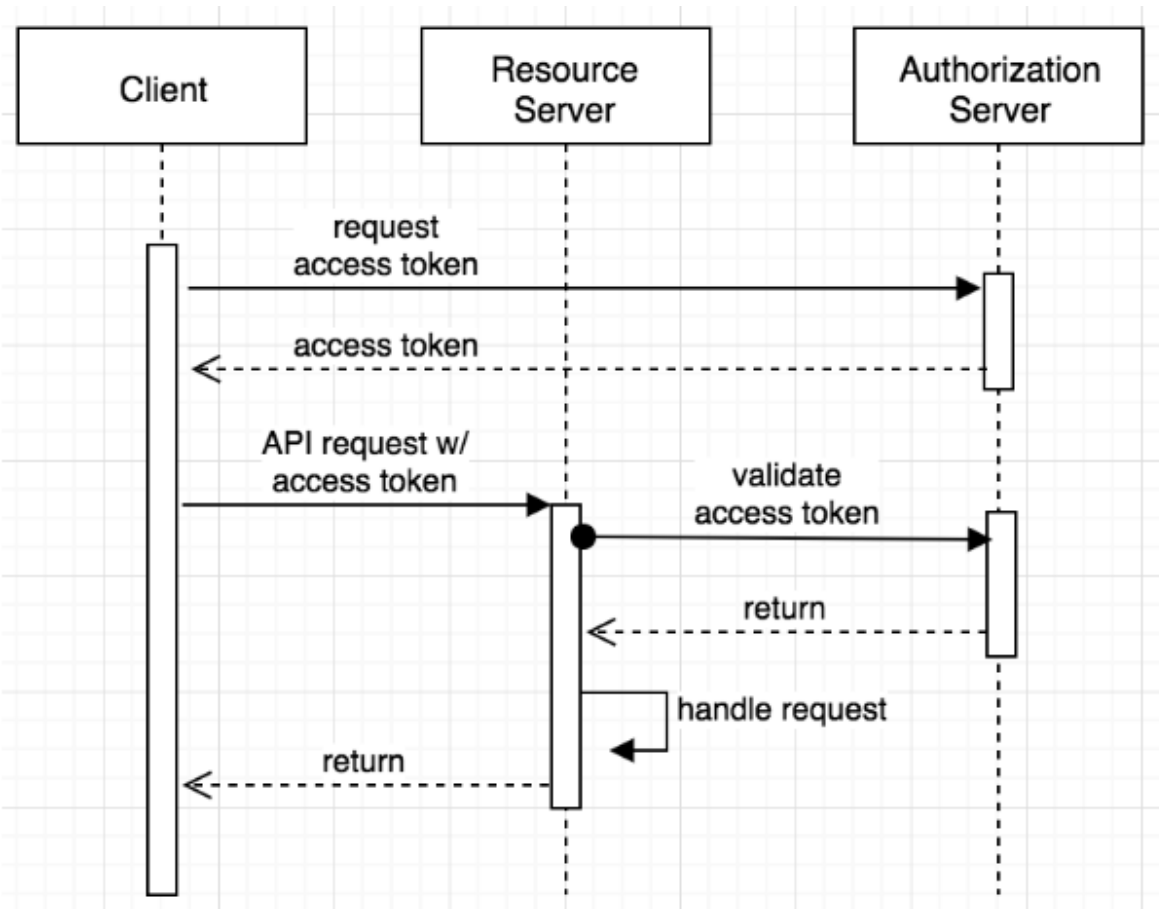 Client
Resource
Server
Authorization
Server
request
access token
access token
API request w/
access token
validate
access token
return
handle request
return